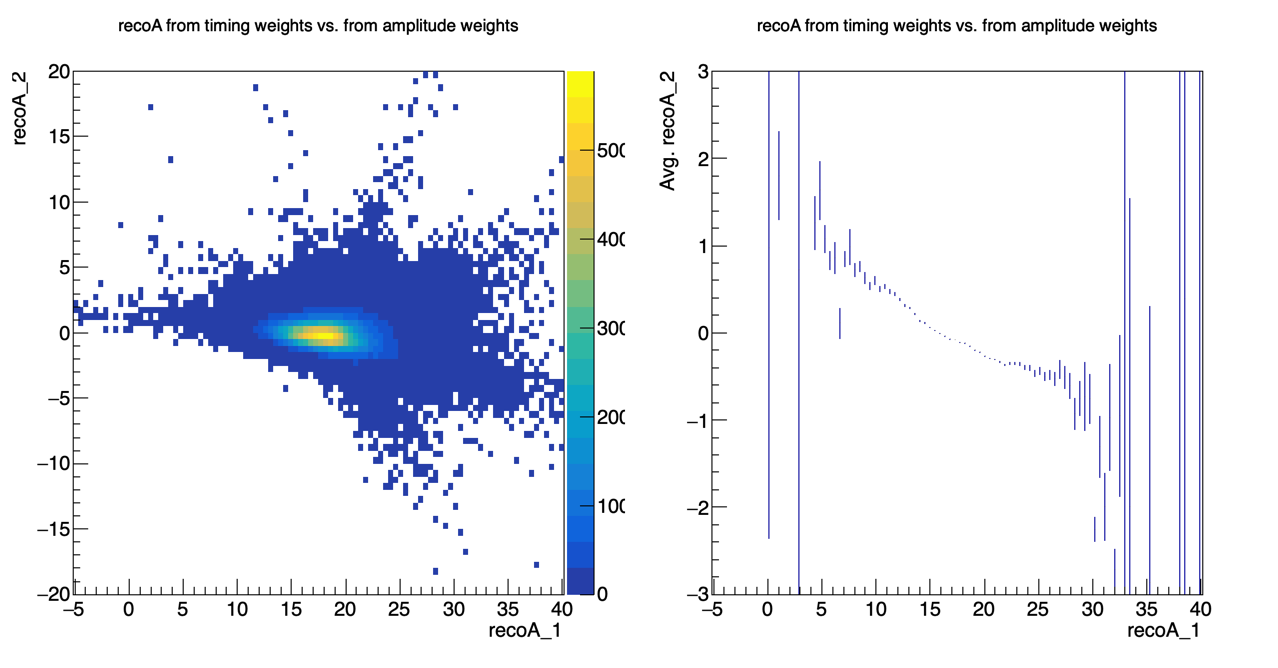 recoA from timing weights vs. from amplitude weights
recoA_2
20
15
10
5
0
−5
−10
−15
−20
−5 0 5 10 15 20 25 30 35 40
recoA_1
500
400
300
200
100
0
recoA from timing weights vs. from amplitude weights
Avg. recoA_2
3
2
1
0
−1
−2
−3
−5 0 5 10 15 20 25 30 35 40
recoA_1